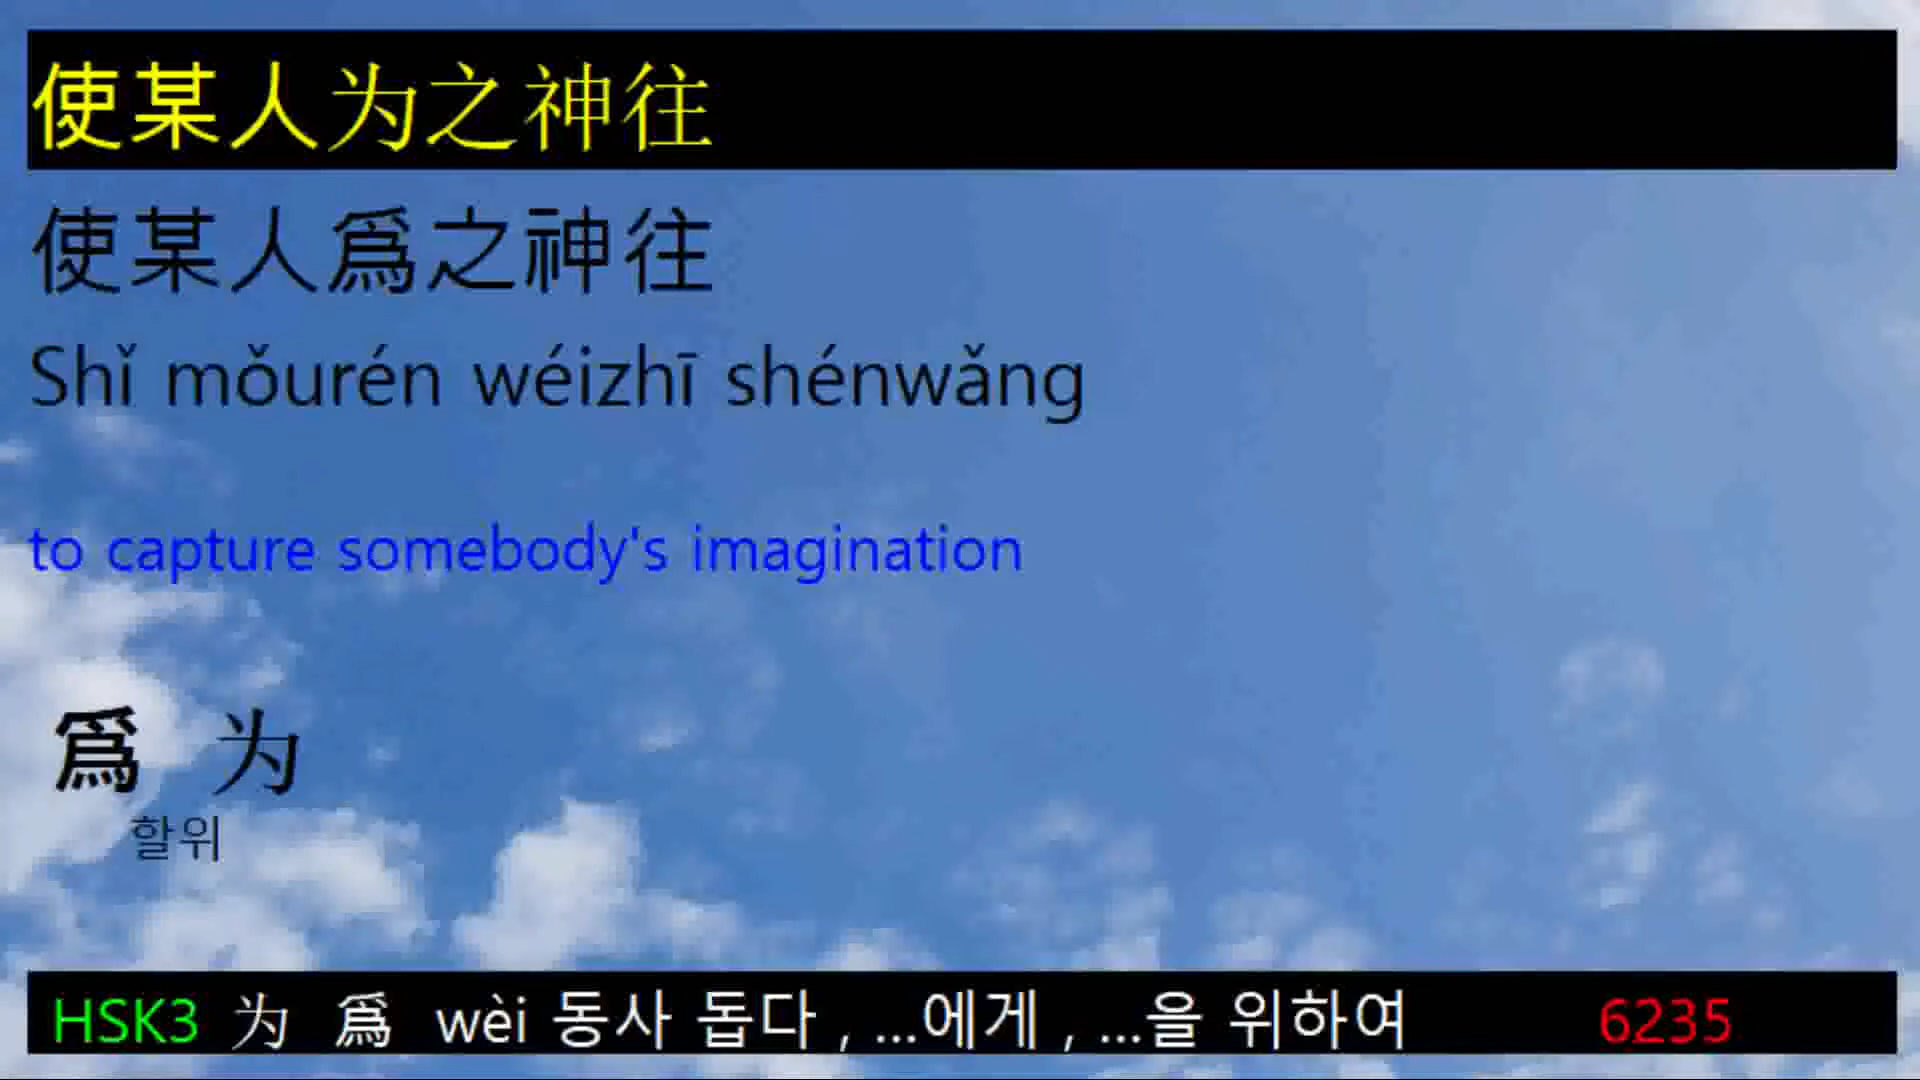 使某人为之神往
使某人爲之神往
Shǐ mǒurén wéizhī shénwǎng
to capture somebody's imagination
爲 为
할위
HSK3 为 爲 wèi 동사 돕다 , ...에게 , ...을 위하여 6235